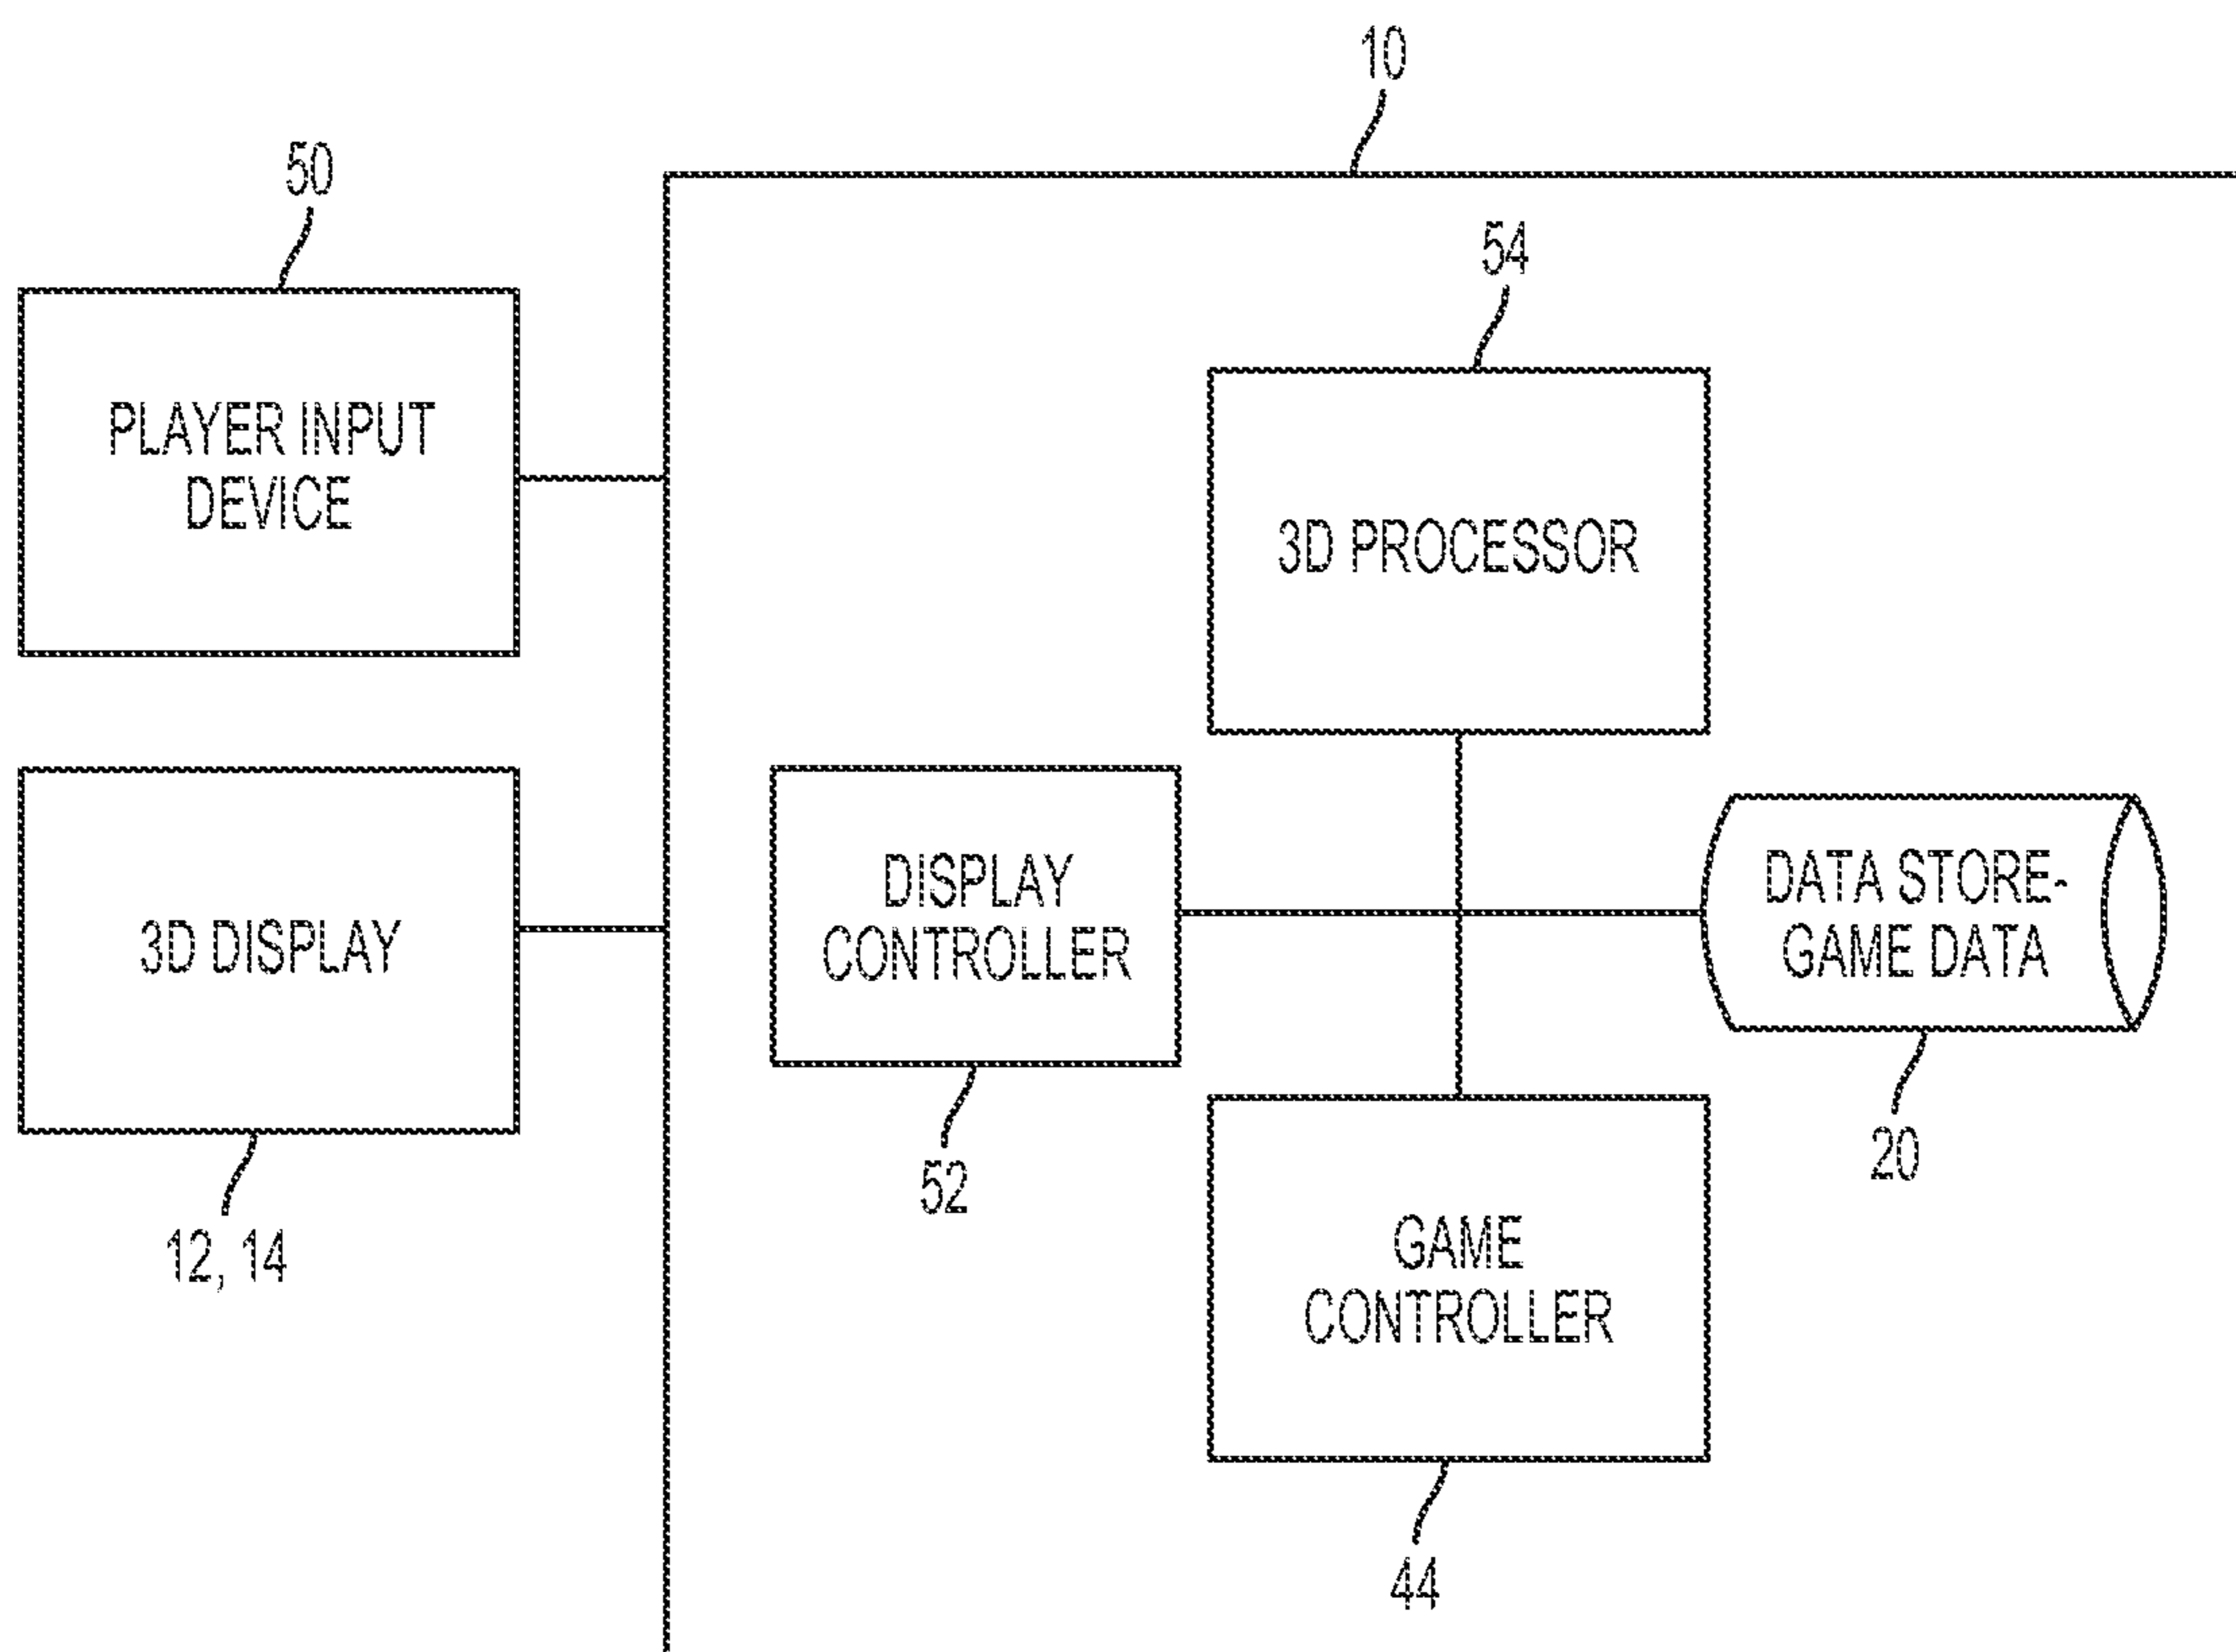 10
50
54
PLAYER INPUT
DEVICE
3D PROCESSOR
3D DISPLAY
12, 14
DISPLAY
CONTROLLER
52
DATA STORE-
GAME DATA
20
GAME
CONTROLLER
44